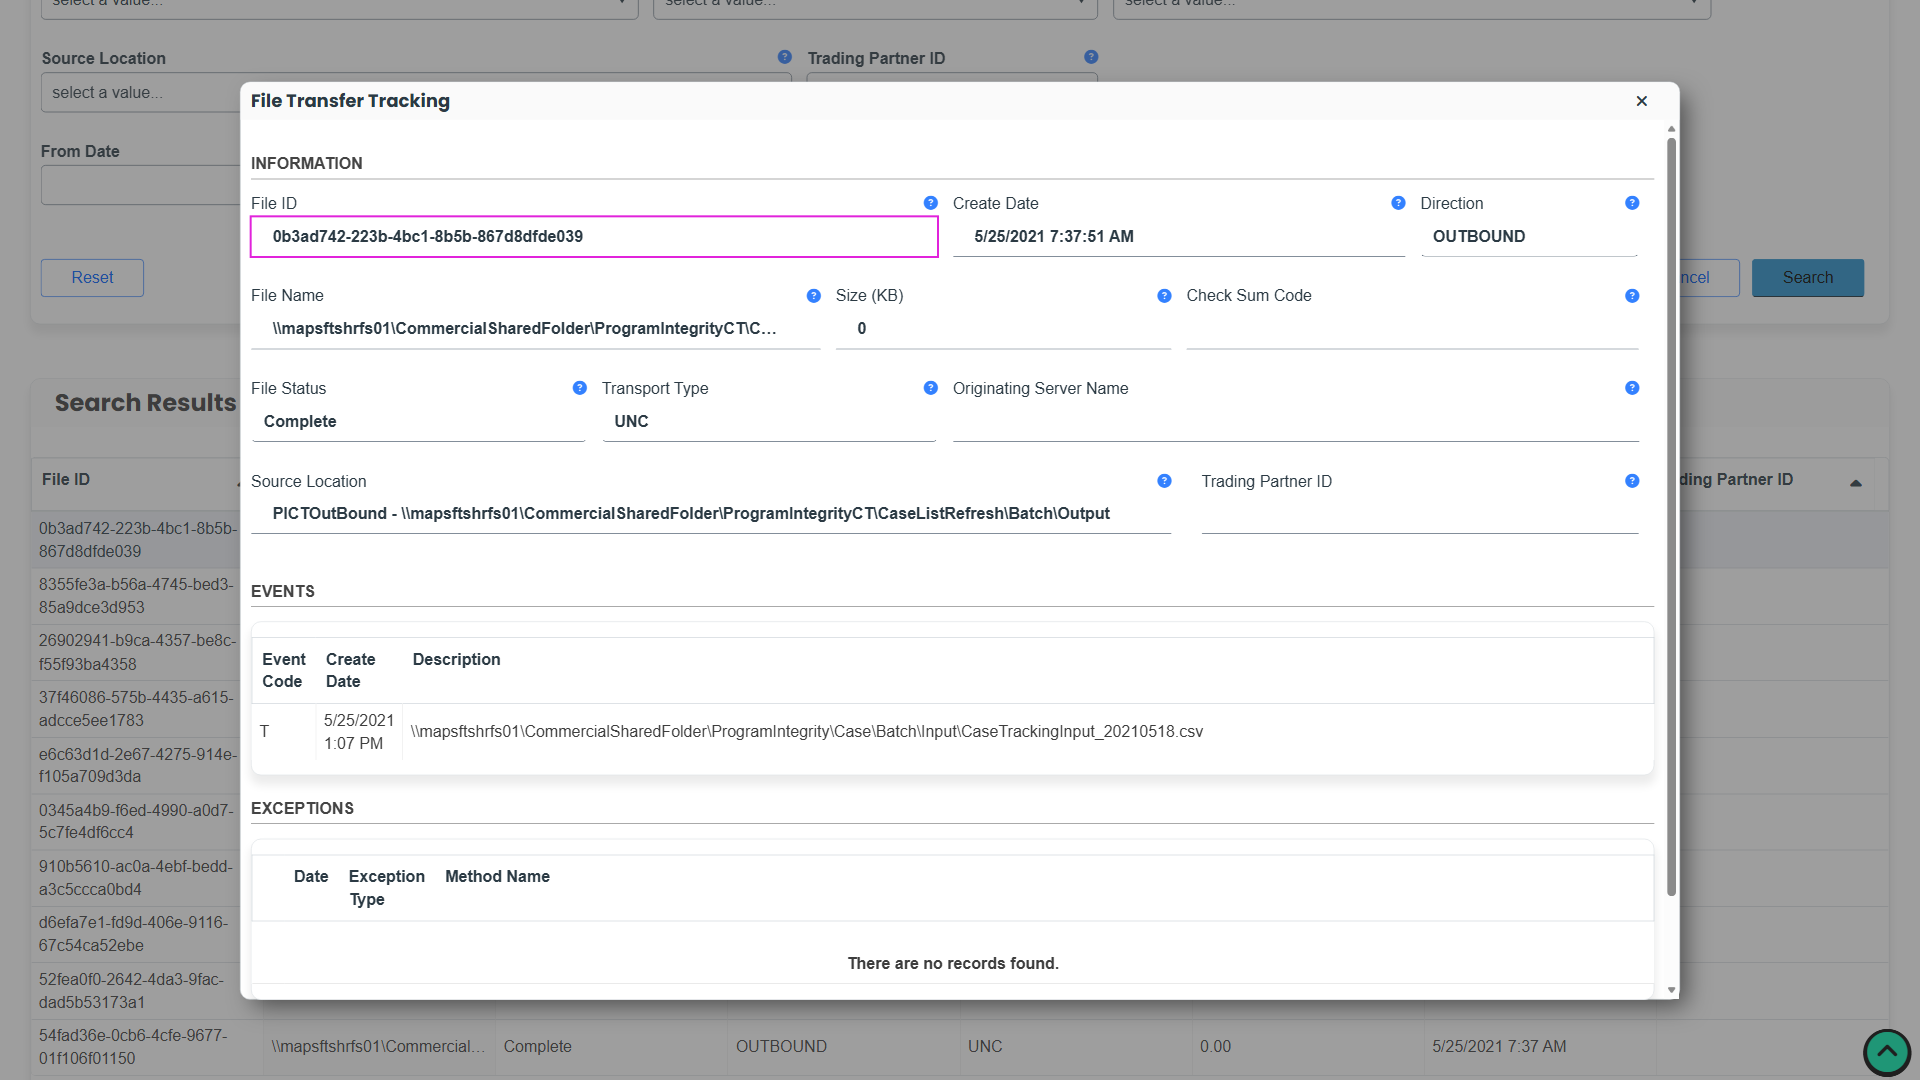 select a value...
select a value...
select a value...
Source Location
Trading Partner ID
select a value...
File Transfer Tracking
From Date
INFORMATION
File ID
Create Date
Direction
0b3ad742-223b-4bc1-8b5b-867d8dfde039
5/25/2021 7:37:51 AM
OUTBOUND
Reset
ncel
Search
File Name
Size (KB)
Check Sum Code
\\mapsftshrfs01\CommercialSharedFolder\ProgramIntegrityCT\C...
0
File Status
Transport Type
Originating Server Name
Search Results
Complete
UNC
Source Location
Trading Partner ID
File ID
ding Partner ID
PICTOutBound - \\mapsftshrfs01\CommercialSharedFolder\ProgramIntegrityCT\CaseListRefresh\Batch\Output
0b3ad742-223b-4bc1-8b5b-
867d8dfde039
8355fe3a-b56a-4745-bed3-
85a9dce3d953
EVENTS
26902941-b9ca-4357-be8c-
f55f93ba4358
Event Code
Create Date
Description
37f46086-575b-4435-a615-
adcce5ee1783
T
5/25/2021 1:07 PM
\\mapsftshrfs01\CommercialSharedFolder\ProgramIntegrity\Case\Batch\Input\CaseTrackingInput_20210518.csv
e6c63d1d-2e67-4275-914e-
f105a709d3da
EXCEPTIONS
0345a4b9-f6ed-4990-a0d7-
5c7fe4df6cc4
910b5610-ac0a-4ebf-bedd-
a3c5ccca0bd4
Date
Exception Type
Method Name
d6efa7e1-fd9d-406e-9116-
67c54ca52ebe
There are no records found.
52fea0f0-2642-4da3-9fac-
dad5b53173a1
54fad36e-0cb6-4cfe-9677-
01f106f01150
\\mapsftshrfs01\Commercial...
Complete
OUTBOUND
UNC
0.00
5/25/2021 7:37 AM